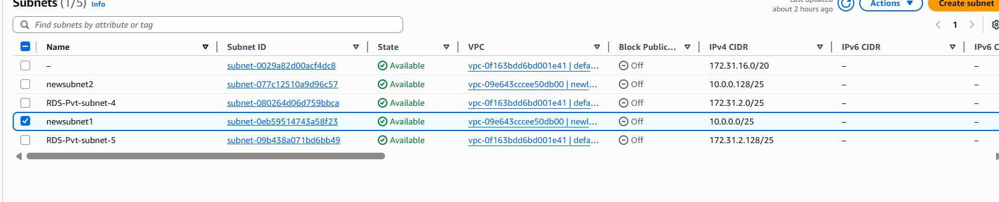 Subnets (1/5) Info
Last updated
about 2 hours ago
Actions
Create subnet
Find subnets by attribute or tag
1
Name Subnet ID State VPC Block Public... IPv4 CIDR IPv6 CIDR IPv6 C
– subnet-0029a82d00acf4dc8 Available vpc-0f163bdd6bd001e41 | defa... Off 172.31.16.0/20 – –
newsubnet2 subnet-077c12510a9d96c57 Available vpc-09e643cccee50db00 | newl... Off 10.0.0.128/25 – –
RDS-Pvt-subnet-4 subnet-080264d06d759bbca Available vpc-0f163bdd6bd001e41 | defa... Off 172.31.2.0/25 – –
newsubnet1 subnet-0eb59514743a58f23 Available vpc-09e643cccee50db00 | newl... Off 10.0.0.0/25 – –
RDS-Pvt-subnet-5 subnet-09b438a071bd6bb49 Available vpc-0f163bdd6bd001e41 | defa... Off 172.31.2.128/25 – –